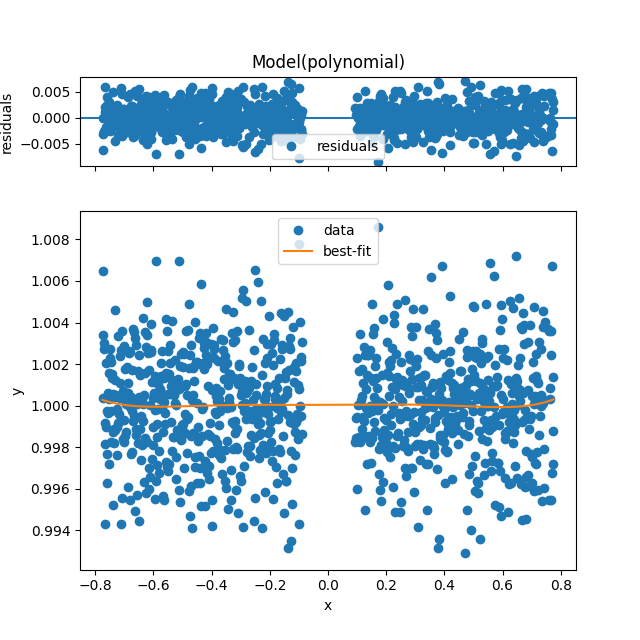 Model(polynomial)
residuals
0.005
0.000
−0.005
residuals
data
best-fit
y
1.008
1.006
1.004
1.002
1.000
0.998
0.996
0.994
−0.8 −0.6 −0.4 −0.2 0.0 0.2 0.4 0.6 0.8
x